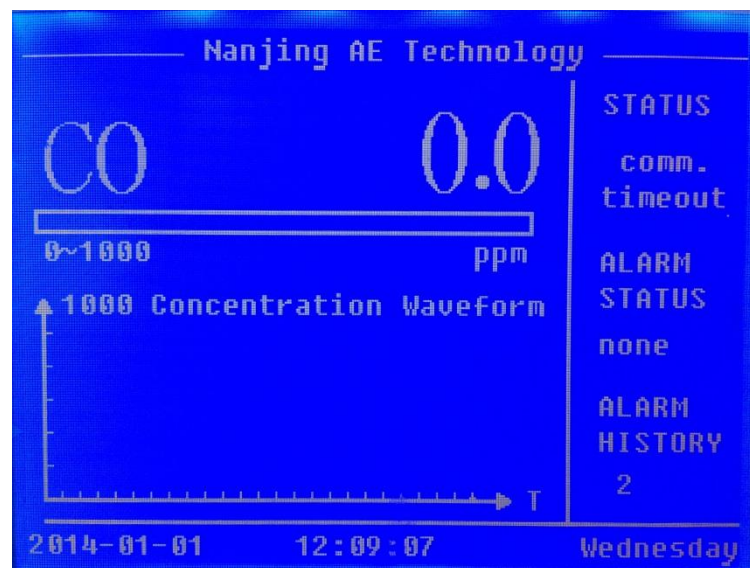 Nanjing AE Technology
CO 0.0
0~1000 ppm
1000 Concentration Waveform
T
STATUS
comm.
timeout
ALARM
STATUS
none
ALARM
HISTORY
2
2014-01-01 12:09:07 Wednesday